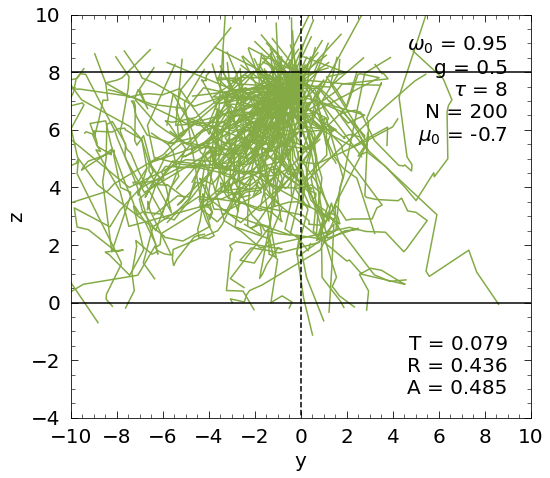 10
8
6
4
2
0
−2
−4
z
ω₀ = 0.95
g = 0.5
τ = 8
N = 200
μ₀ = -0.7
T = 0.079
R = 0.436
A = 0.485
−10 −8 −6 −4 −2 0 2 4 6 8 10
y